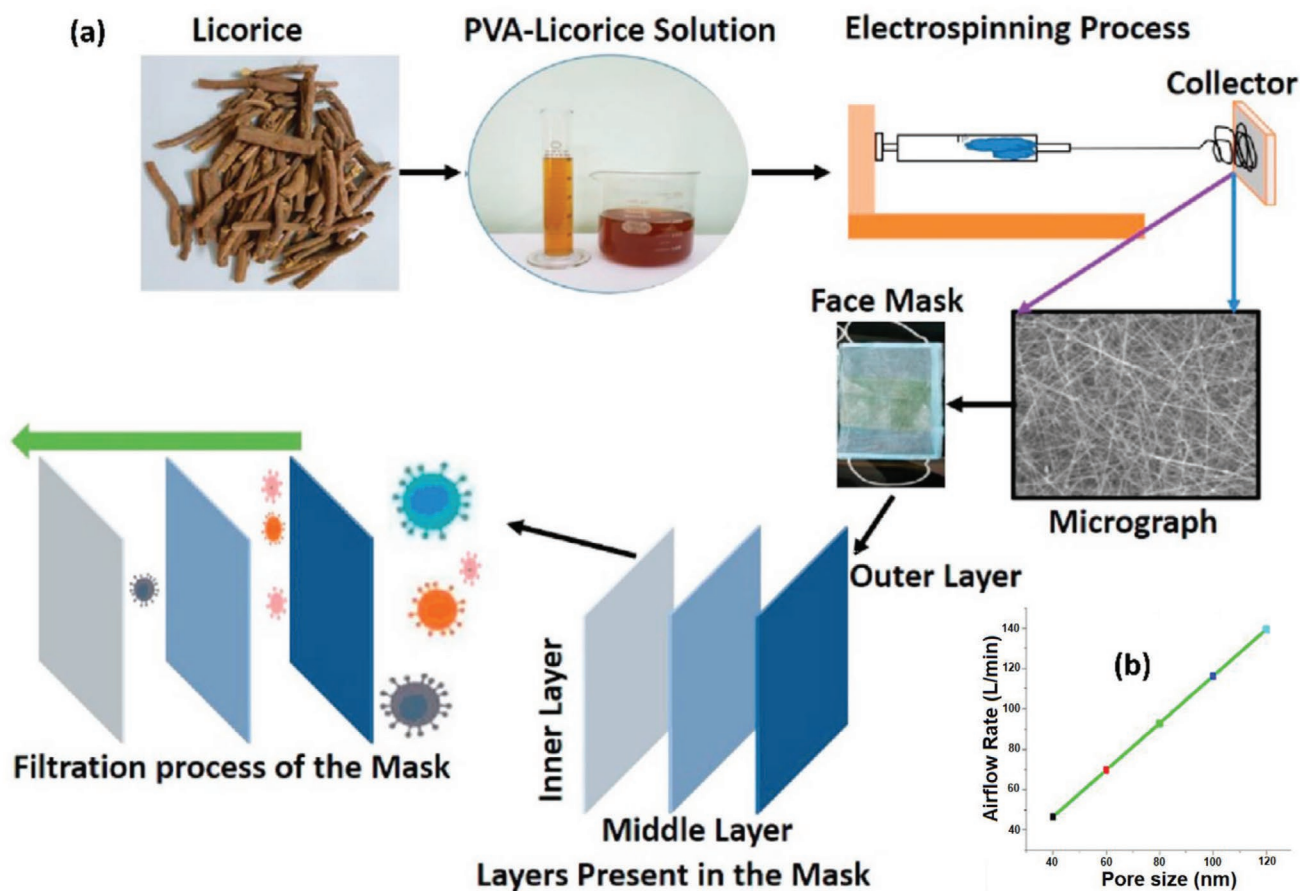 (a)
Licorice
PVA-Licorice Solution
Electrospinning Process
Collector
Face Mask
Micrograph
Outer Layer
Inner Layer
Middle Layer
Layers Present in the Mask
Filtration process of the Mask
(b)
Airflow Rate (L/min)
140
120
100
80
60
40
40 60 80 100 120
Pore size (nm)